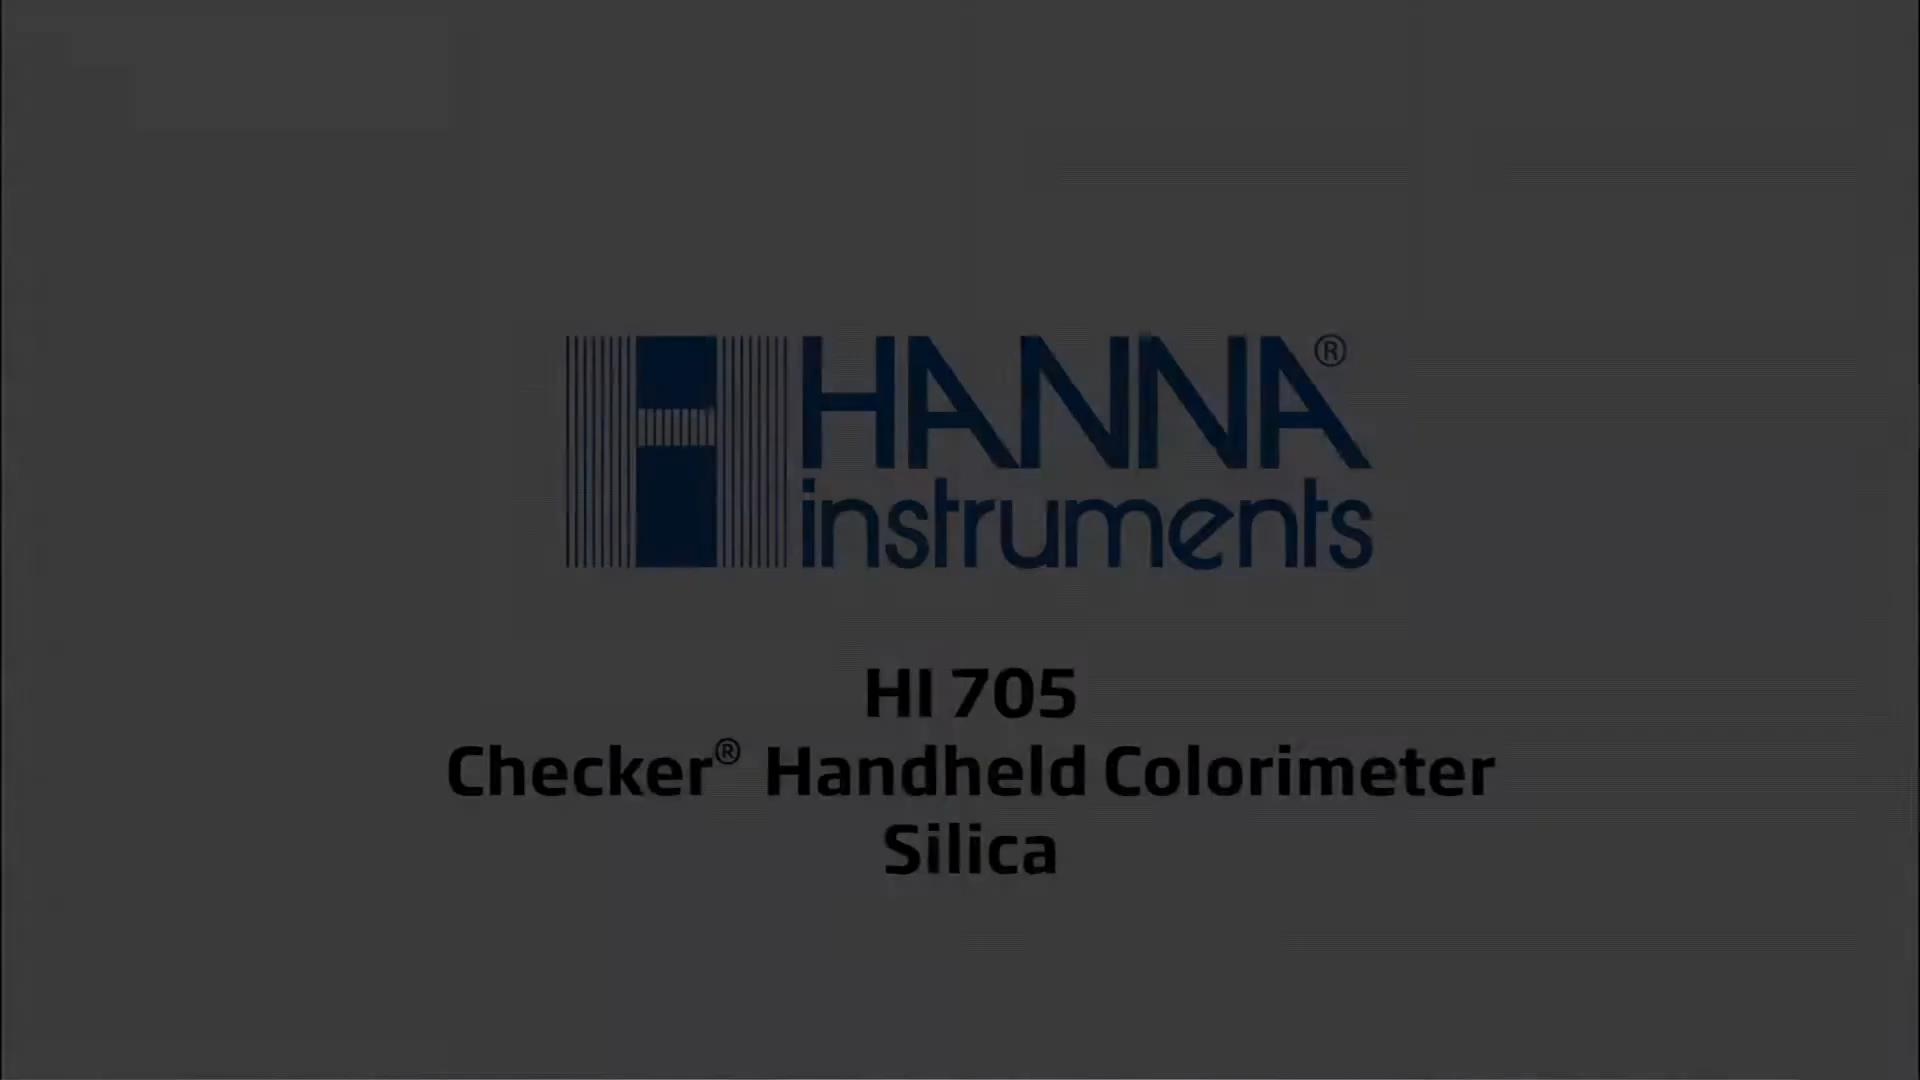 HANNA®
instruments
HI 705
Checker® Handheld Colorimeter
Silica